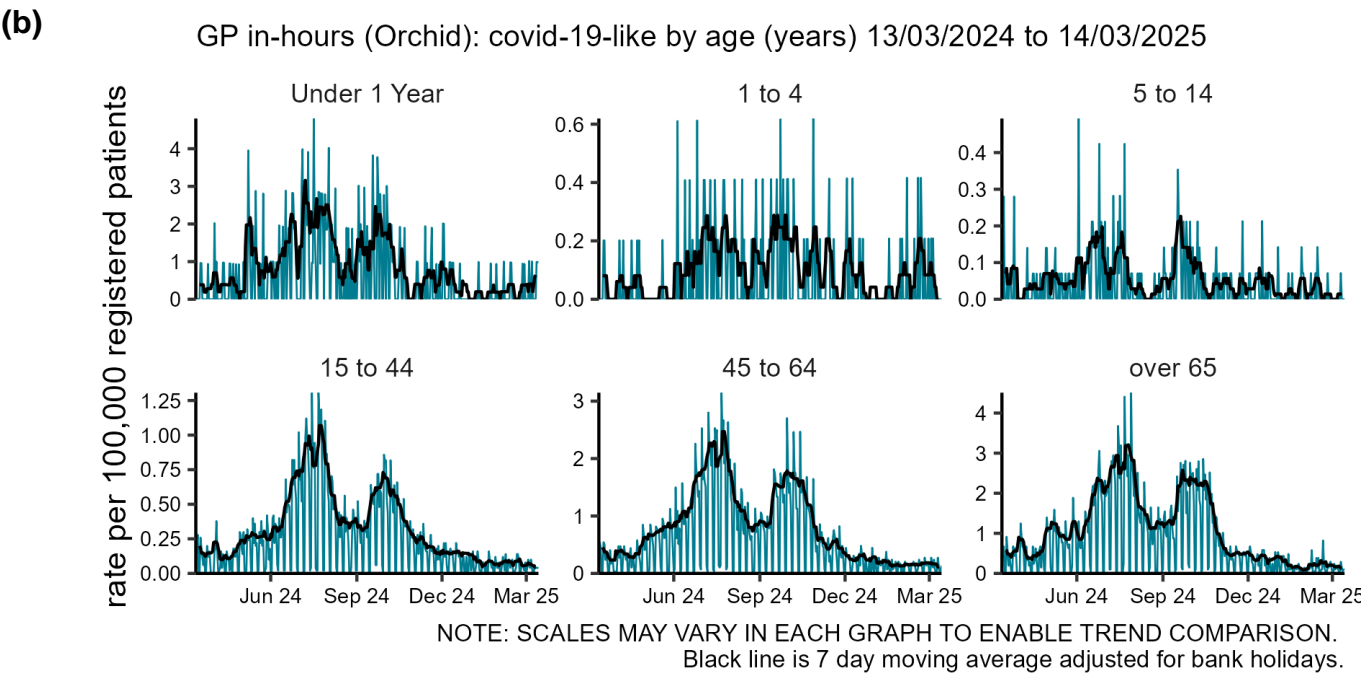 (b)
GP in-hours (Orchid): covid-19-like by age (years) 13/03/2024 to 14/03/2025
rate per 100,000 registered patients
Under 1 Year
4
3
2
1
0
1 to 4
0.6
0.4
0.2
0.0
5 to 14
0.4
0.3
0.2
0.1
0.0
15 to 44
1.25
1.00
0.75
0.50
0.25
0.00
Jun 24 Sep 24 Dec 24 Mar 25
45 to 64
3
2
1
0
Jun 24 Sep 24 Dec 24 Mar 25
over 65
4
3
2
1
0
Jun 24 Sep 24 Dec 24 Mar 25
NOTE: SCALES MAY VARY IN EACH GRAPH TO ENABLE TREND COMPARISON.
Black line is 7 day moving average adjusted for bank holidays.